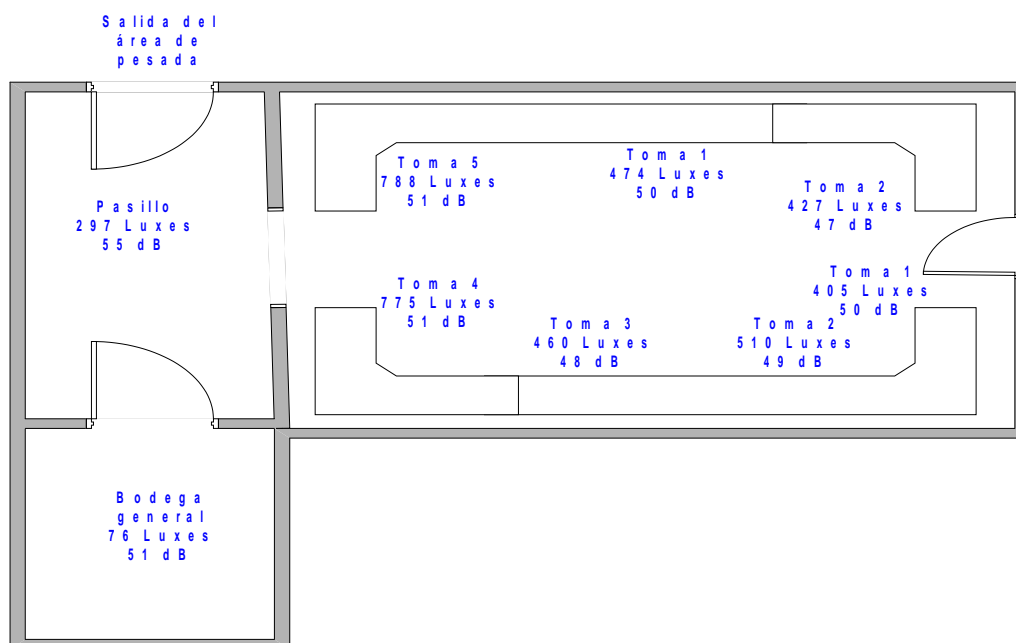 Salida del
área de
pesada
Toma 5
788 Luxes
51 dB
Toma 1
474 Luxes
50 dB
Toma 2
427 Luxes
47 dB
Pasillo
297 Luxes
55 dB
Toma 4
775 Luxes
51 dB
Toma 1
405 Luxes
50 dB
Toma 3
460 Luxes
48 dB
Toma 2
510 Luxes
49 dB
Bodega
general
76 Luxes
51 dB